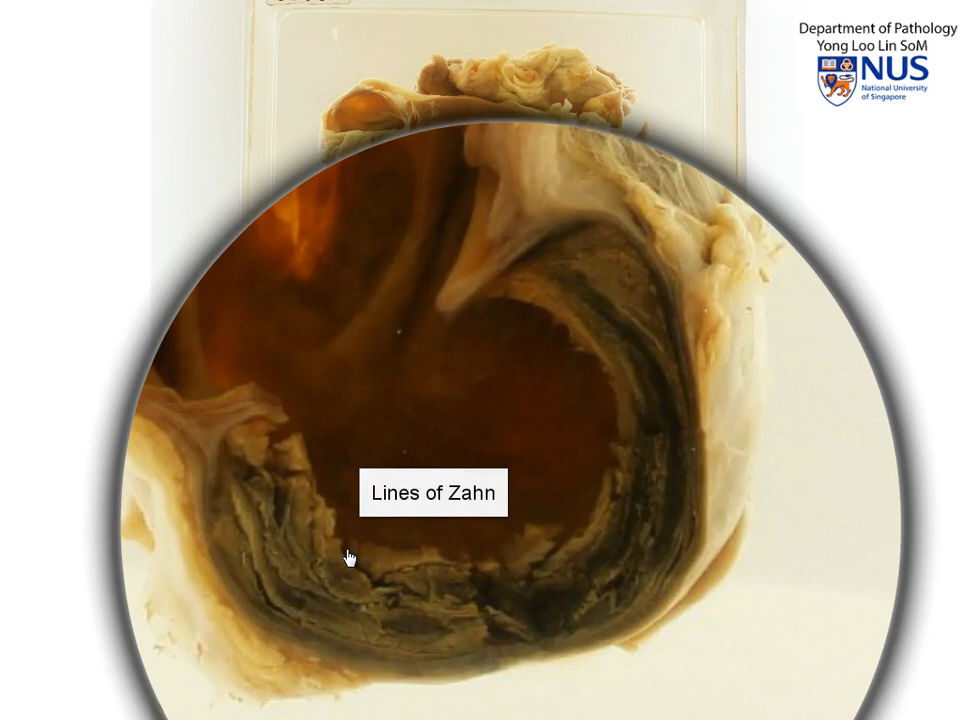 Department of Pathology
Yong Loo Lin SoM
NUS
National University
of Singapore
Lines of Zahn